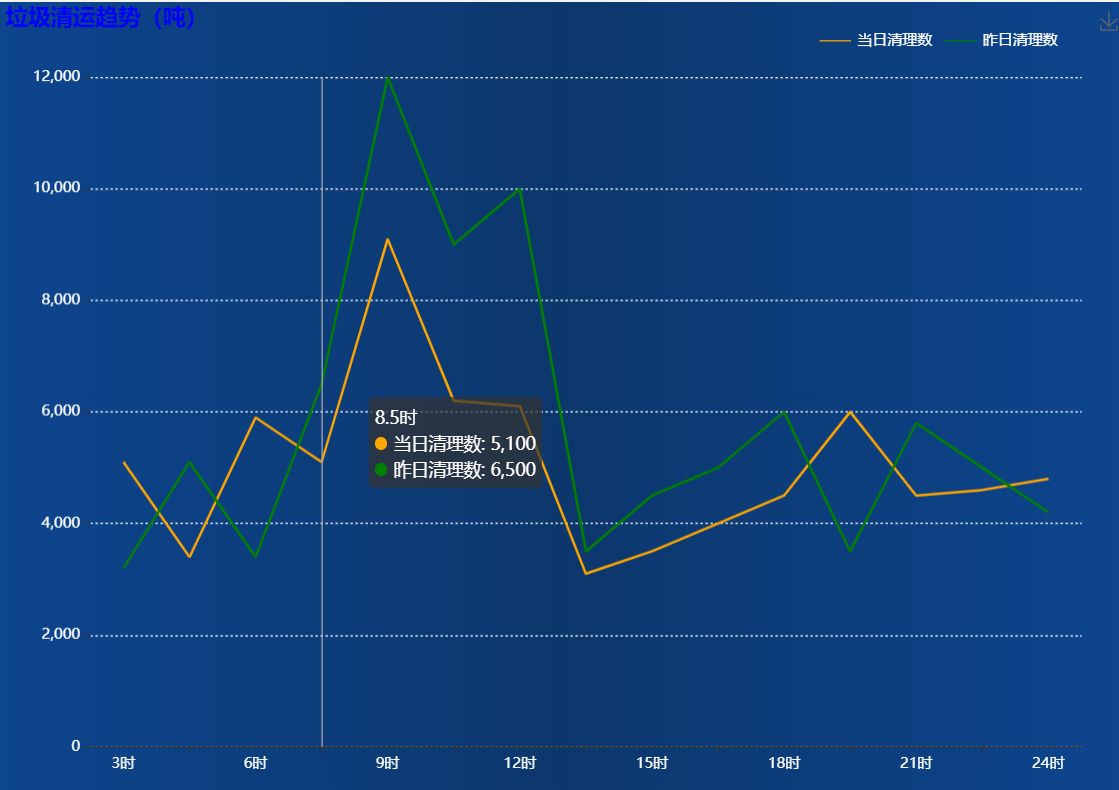 垃圾清运趋势（吨）
当日清理数 昨日清理数
12,000
10,000
8,000
6,000
4,000
2,000
0
8.5时
当日清理数: 5,100
昨日清理数: 6,500
3时 6时 9时 12时 15时 18时 21时 24时